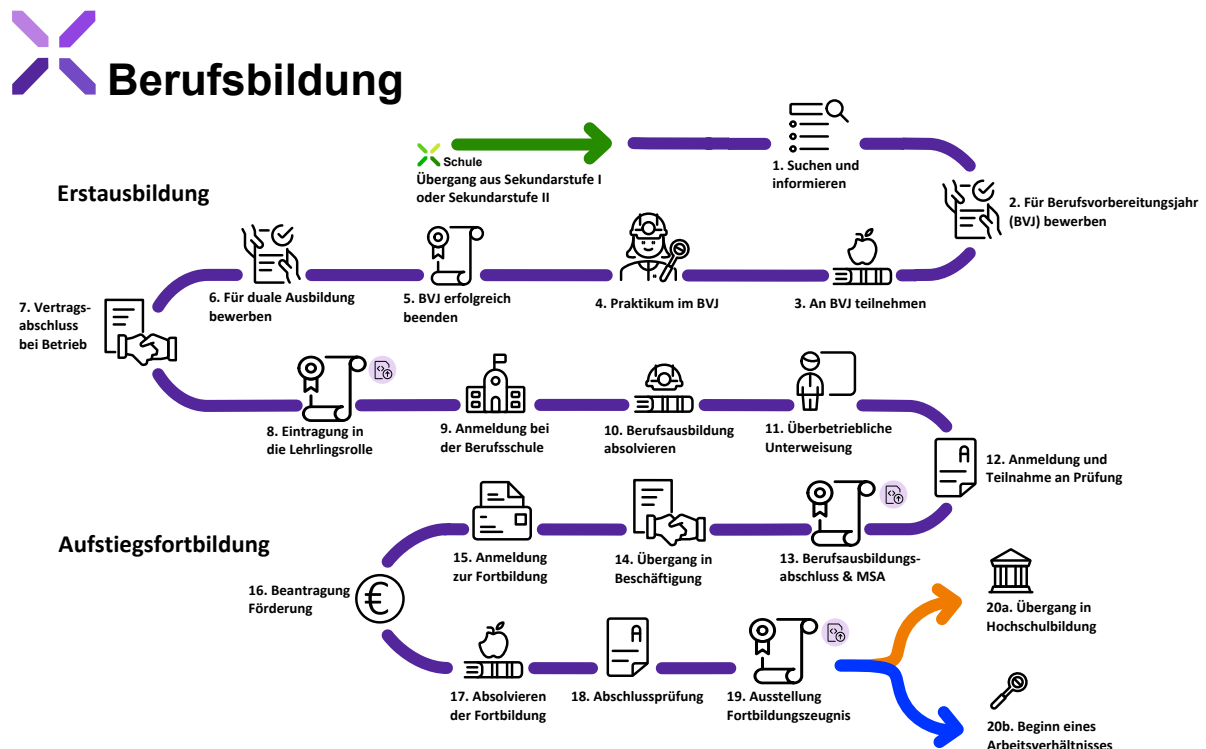 Berufsbildung
Schule
Übergang aus Sekundarstufe I
oder Sekundarstufe II
1. Suchen und
informieren
Erstausbildung
2. Für Berufsvorbereitungsjahr
(BVJ) bewerben
3. An BVJ teilnehmen
4. Praktikum im BVJ
5. BVJ erfolgreich
beenden
6. Für duale Ausbildung
bewerben
7. Vertrags-
abschluss
bei Betrieb
8. Eintragung in
die Lehrlingsrolle
9. Anmeldung bei
der Berufsschule
10. Berufsausbildung
absolvieren
11. Überbetriebliche
Unterweisung
12. Anmeldung und
Teilnahme an Prüfung
Aufstiegsfortbildung
13. Berufsausbildungs-
abschluss & MSA
14. Übergang in
Beschäftigung
15. Anmeldung
zur Fortbildung
16. Beantragung
Förderung
€
17. Absolvieren
der Fortbildung
A
18. Abschlussprüfung
19. Ausstellung
Fortbildungszeugnis
A
20a. Übergang in
Hochschulbildung
20b. Beginn eines
Arbeitsverhältnisses